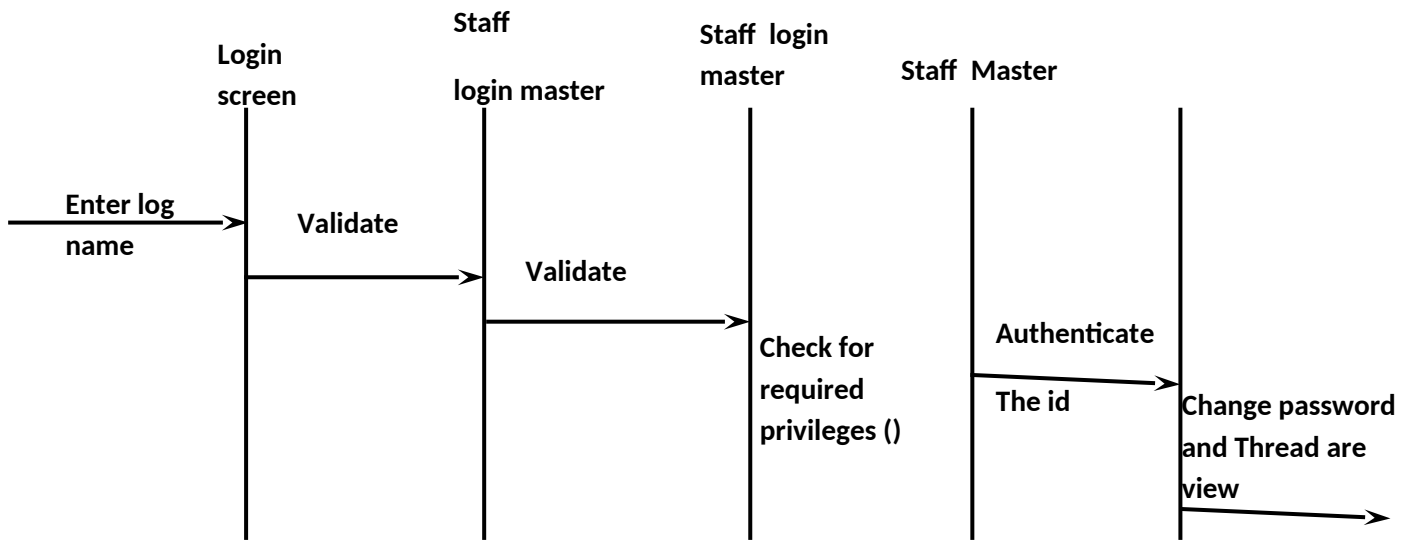 Login
screen
Staff
login master
Staff  login
master
Staff  Master
Enter log
name
Validate
Validate
Check for
required
privileges ()
Authenticate
The id
Change password
and Thread are
view